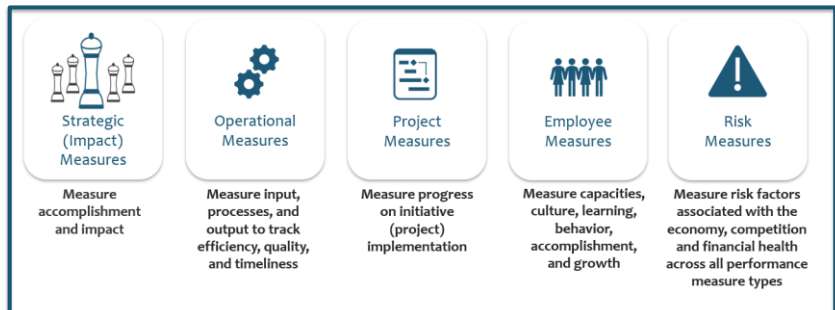 Strategic
(Impact)
Measures
Measure
accomplishment
and impact
Operational
Measures
Measure input,
processes, and
output to track
efficiency, quality,
and timeliness
Project
Measures
Measure progress
on initiative
(project)
implementation
Employee
Measures
Measure capacities,
culture, learning,
behavior,
accomplishment,
and growth
Risk
Measures
Measure risk factors
associated with the
economy, competition
and financial health
across all performance
measure types